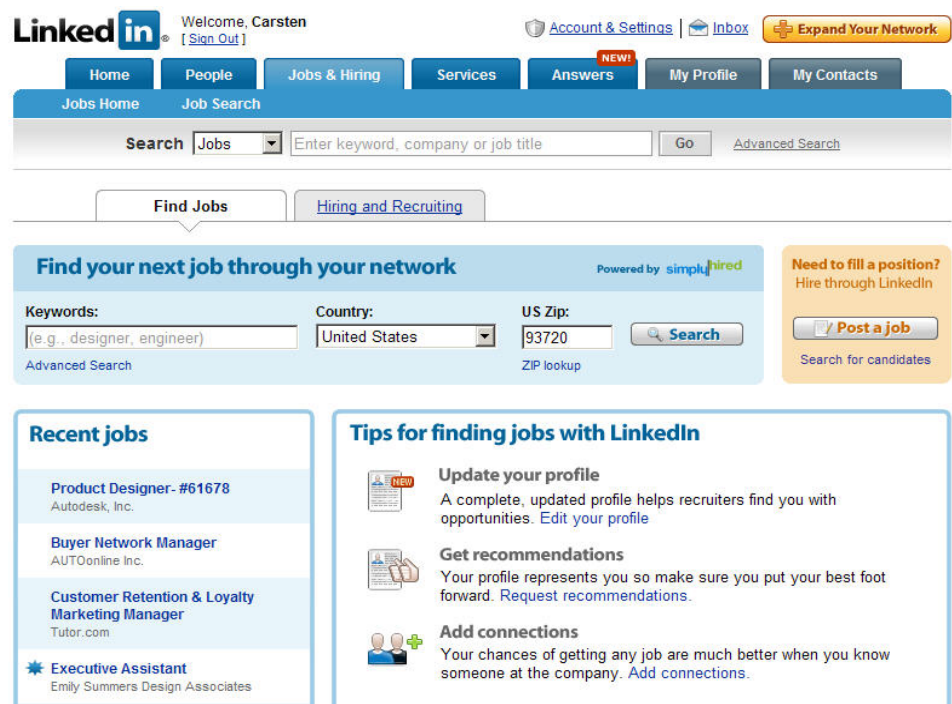 Linked in®
Welcome, Carsten
[ Sign Out ]
Account & Settings | Inbox
Expand Your Network
Home People Jobs & Hiring Services Answers NEW! My Profile My Contacts
Jobs Home Job Search
Search Jobs Enter keyword, company or job title Go Advanced Search
Find Jobs Hiring and Recruiting
Find your next job through your network
Powered by simplyhired
Keywords: Country: US Zip:
(e.g., designer, engineer) United States 93720 Search
Advanced Search ZIP lookup
Need to fill a position?
Hire through LinkedIn
Post a job
Search for candidates
Recent jobs
Product Designer- #61678
Autodesk, Inc.
Buyer Network Manager
AUTOonline Inc.
Customer Retention & Loyalty
Marketing Manager
Tutor.com
Executive Assistant
Emily Summers Design Associates
Tips for finding jobs with LinkedIn
NEW
Update your profile
A complete, updated profile helps recruiters find you with
opportunities. Edit your profile
Get recommendations
Your profile represents you so make sure you put your best foot
forward. Request recommendations.
Add connections
Your chances of getting any job are much better when you know
someone at the company. Add connections.